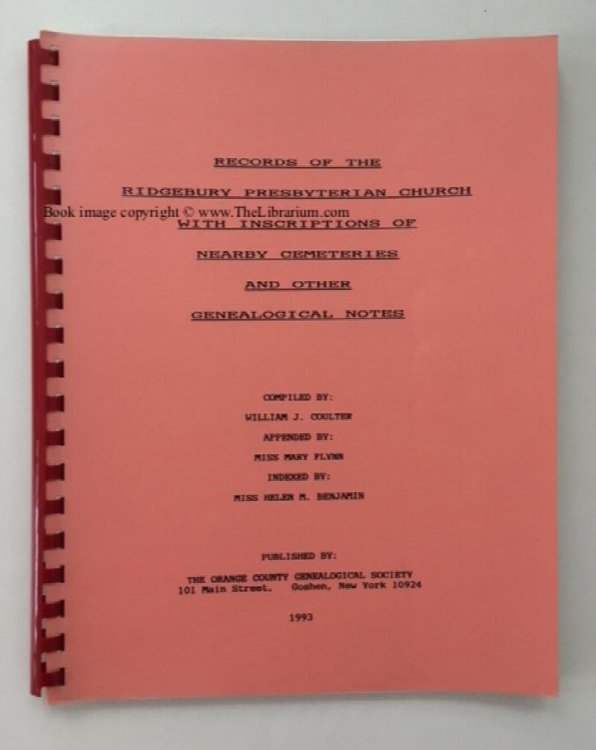 RECORDS OF THE
RIDGEBURY PRESBYTERIAN CHURCH
Book image copyright © www.TheLibrarium.com
WITH INSCRIPTIONS OF
NEARBY CEMETERIES
AND OTHER
GENEALOGICAL NOTES
COMPILED BY:
WILLIAM J. COULTER
APPENDED BY:
MISS MARY FLYNN
INDEXED BY:
MISS HELEN M. BENJAMIN
PUBLISHED BY:
THE ORANGE COUNTY GENEALOGICAL SOCIETY
101 Main Street, Goshen, New York 10924
1993